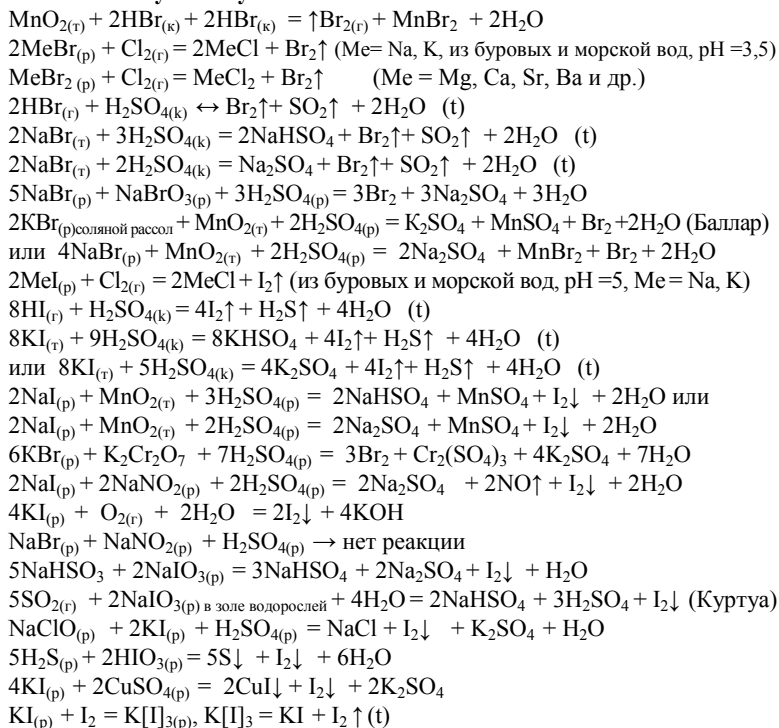 MnO₂₍ₜ₎ + 2HBr₍ₖ₎ + 2HBr₍ₖ₎ = ↑Br₂₍г₎ + MnBr₂ + 2H₂O
2MeBr₍ₚ₎ + Cl₂₍г₎ = 2MeCl + Br₂↑ (Me= Na, K, из буровых и морской вод, pH =3,5)
MeBr₂ ₍ₚ₎ + Cl₂₍г₎ = MeCl₂ + Br₂↑ (Me = Mg, Ca, Sr, Ba и др.)
2HBr₍г₎ + H₂SO₄₍ₖ₎ ↔ Br₂↑+ SO₂↑ + 2H₂O (t)
2NaBr₍ₜ₎ + 3H₂SO₄₍ₖ₎ = 2NaHSO₄ + Br₂↑+ SO₂↑ + 2H₂O (t)
2NaBr₍ₜ₎ + 2H₂SO₄₍ₖ₎ = Na₂SO₄ + Br₂↑+ SO₂↑ + 2H₂O (t)
5NaBr₍ₚ₎ + NaBrO₃₍ₚ₎ + 3H₂SO₄₍ₚ₎ = 3Br₂ + 3Na₂SO₄ + 3H₂O
2KBr₍ₚ₎соляной рассол + MnO₂₍ₜ₎ + 2H₂SO₄₍ₚ₎ = K₂SO₄ + MnSO₄ + Br₂ +2H₂O (Баллар)
или 4NaBr₍ₚ₎ + MnO₂₍ₜ₎ + 2H₂SO₄₍ₚ₎ = 2Na₂SO₄ + MnBr₂ + Br₂ + 2H₂O
2MeI₍ₚ₎ + Cl₂₍г₎ = 2MeCl + I₂↑ (из буровых и морской вод, pH =5, Me = Na, K)
8HI₍г₎ + H₂SO₄₍ₖ₎ = 4I₂↑ + H₂S↑ + 4H₂O (t)
8KI₍ₜ₎ + 9H₂SO₄₍ₖ₎ = 8KHSO₄ + 4I₂↑+ H₂S↑ + 4H₂O (t)
или 8KI₍ₜ₎ + 5H₂SO₄₍ₖ₎ = 4K₂SO₄ + 4I₂↑+ H₂S↑ + 4H₂O (t)
2NaI₍ₚ₎ + MnO₂₍ₜ₎ + 3H₂SO₄₍ₚ₎ = 2NaHSO₄ + MnSO₄ + I₂↓ + 2H₂O или
2NaI₍ₚ₎ + MnO₂₍ₜ₎ + 2H₂SO₄₍ₚ₎ = 2Na₂SO₄ + MnSO₄ + I₂↓ + 2H₂O
6KBr₍ₚ₎ + K₂Cr₂O₇ + 7H₂SO₄₍ₚ₎ = 3Br₂ + Cr₂(SO₄)₃ + 4K₂SO₄ + 7H₂O
2NaI₍ₚ₎ + 2NaNO₂₍ₚ₎ + 2H₂SO₄₍ₚ₎ = 2Na₂SO₄ + 2NO↑ + I₂↓ + 2H₂O
4KI₍ₚ₎ + O₂₍г₎ + 2H₂O = 2I₂↓ + 4KOH
NaBr₍ₚ₎ + NaNO₂₍ₚ₎ + H₂SO₄₍ₚ₎ → нет реакции
5NaHSO₃ + 2NaIO₃₍ₚ₎ = 3NaHSO₄ + 2Na₂SO₄ + I₂↓ + H₂O
5SO₂₍г₎ + 2NaIO₃₍ₚ₎ в золе водорослей + 4H₂O = 2NaHSO₄ + 3H₂SO₄ + I₂↓ (Куртуа)
NaClO₍ₚ₎ + 2KI₍ₚ₎ + H₂SO₄₍ₚ₎ = NaCl + I₂↓ + K₂SO₄ + H₂O
5H₂S₍ₚ₎ + 2HIO₃₍ₚ₎ = 5S↓ + I₂↓ + 6H₂O
4KI₍ₚ₎ + 2CuSO₄₍ₚ₎ = 2CuI↓ + I₂↓ + 2K₂SO₄
KI₍ₚ₎ + I₂ = K[I]₃₍ₚ₎, K[I]₃ = KI + I₂ ↑ (t)